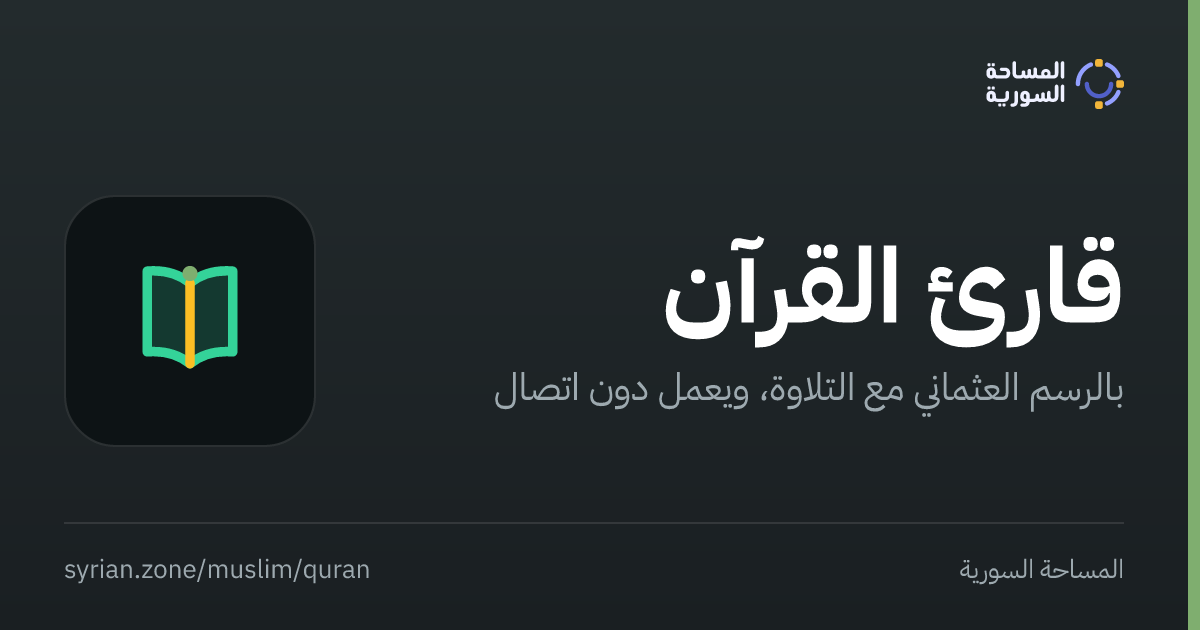 المساحة
السورية
قارئ القرآن
بالرسم العثماني مع التلاوة، ويعمل دون اتصال
المساحة السورية
syrian.zone/muslim/quran